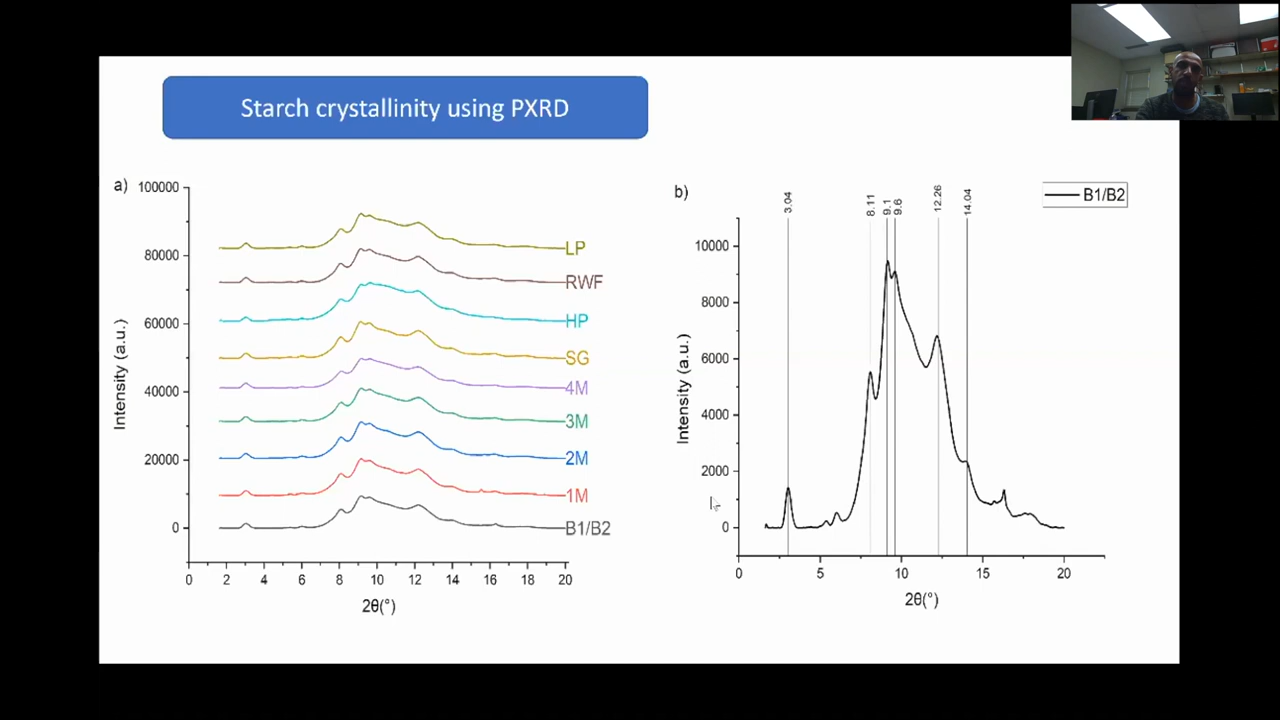 Starch crystallinity using PXRD
a)
100000
80000
60000
40000
20000
0
Intensity (a.u.)
LP
RWF
HP
SG
4M
3M
2M
1M
B1/B2
0 2 4 6 8 10 12 14 16 18 20
2θ(°)
b)
3.04
8.11
9.1
9.6
12.26
14.04
B1/B2
10000
8000
6000
4000
2000
0
Intensity (a.u.)
0 5 10 15 20
2θ(°)